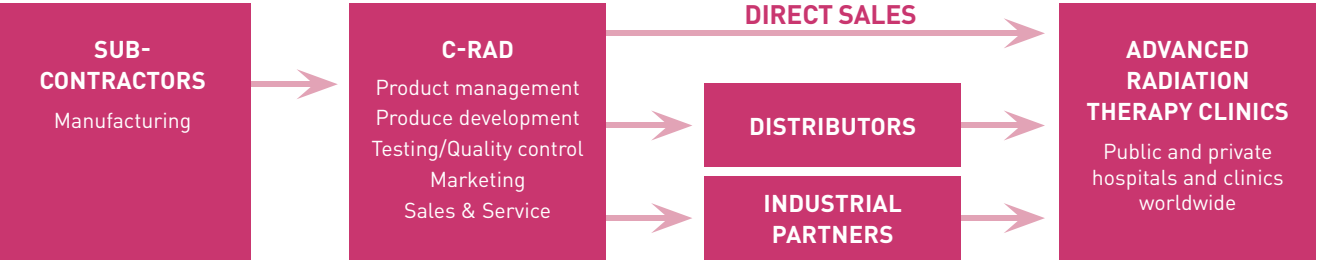 SUB-
CONTRACTORS
Manufacturing
C-RAD
Product management
Produce development
Testing/Quality control
Marketing
Sales & Service
DIRECT SALES
DISTRIBUTORS
INDUSTRIAL
PARTNERS
ADVANCED
RADIATION
THERAPY CLINICS
Public and private
hospitals and clinics
worldwide